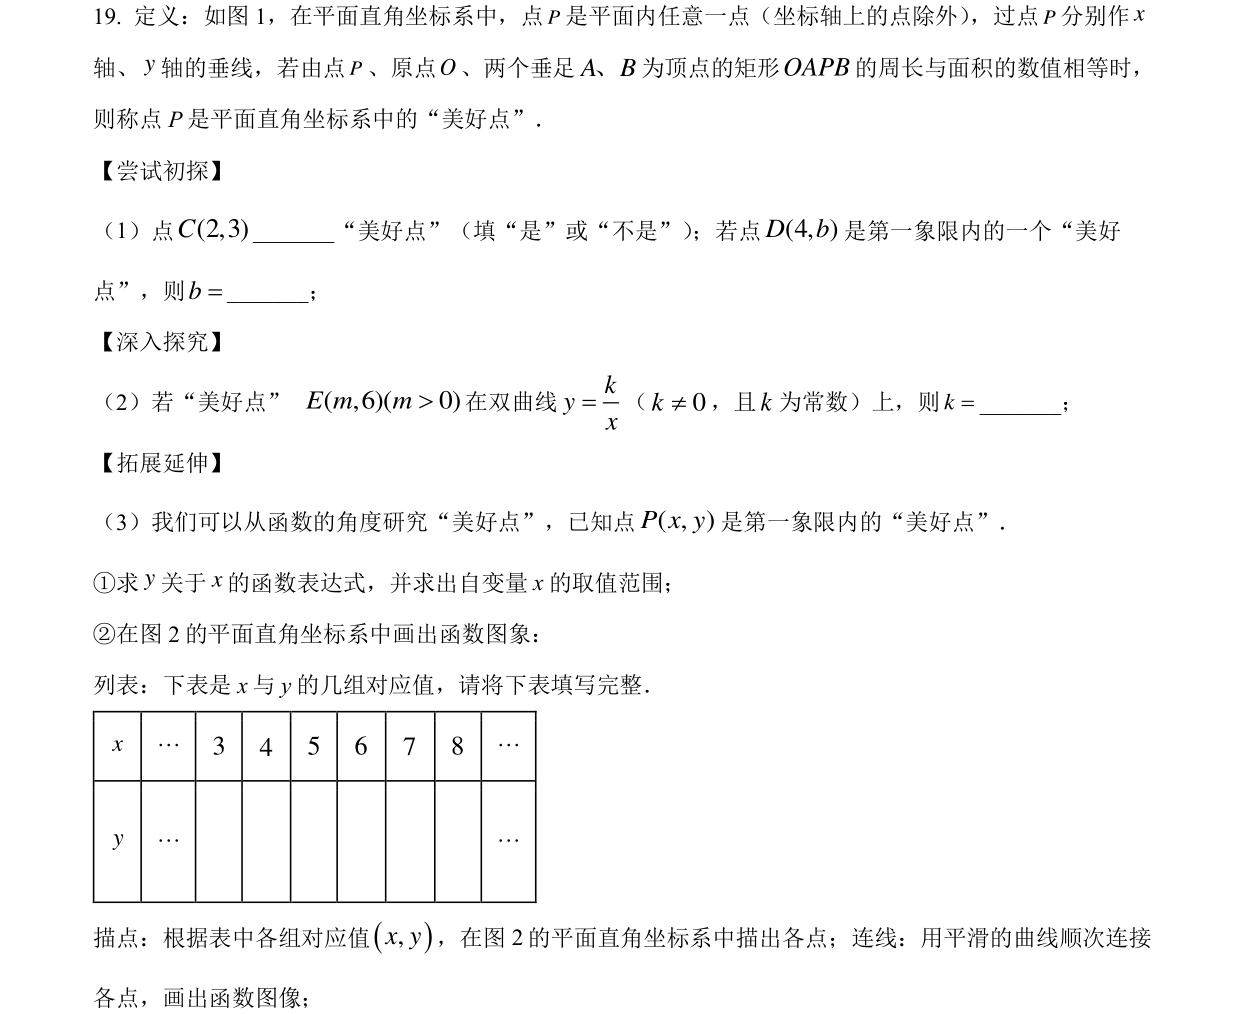 19. 定义：如图 1，在平面直角坐标系中，点 P 是平面内任意一点（坐标轴上的点除外），过点 P 分别作 x
轴、 y 轴的垂线，若由点 P 、原点 O 、两个垂足 A、B 为顶点的矩形 OAPB 的周长与面积的数值相等时，
则称点 P 是平面直角坐标系中的“美好点”．
【尝试初探】
（1）点 C(2,3)_______“美好点”（填“是”或“不是”）；若点 D(4,b) 是第一象限内的一个“美好
点”，则 b =_______；
【深入探究】
（2）若“美好点” E(m,6)(m > 0) 在双曲线 y = k/x （ k ≠ 0 ，且 k 为常数）上，则 k = _______；
【拓展延伸】
（3）我们可以从函数的角度研究“美好点”，己知点 P(x, y) 是第一象限内的“美好点”．
①求 y 关于 x 的函数表达式，并求出自变量 x 的取值范围；
②在图 2 的平面直角坐标系中画出函数图象：
列表：下表是 x 与 y 的几组对应值，请将下表填写完整．
x … 3 4 5 6 7 8 …
y … …
描点：根据表中各组对应值 (x, y)，在图 2 的平面直角坐标系中描出各点；连线：用平滑的曲线顺次连接
各点，画出函数图像；